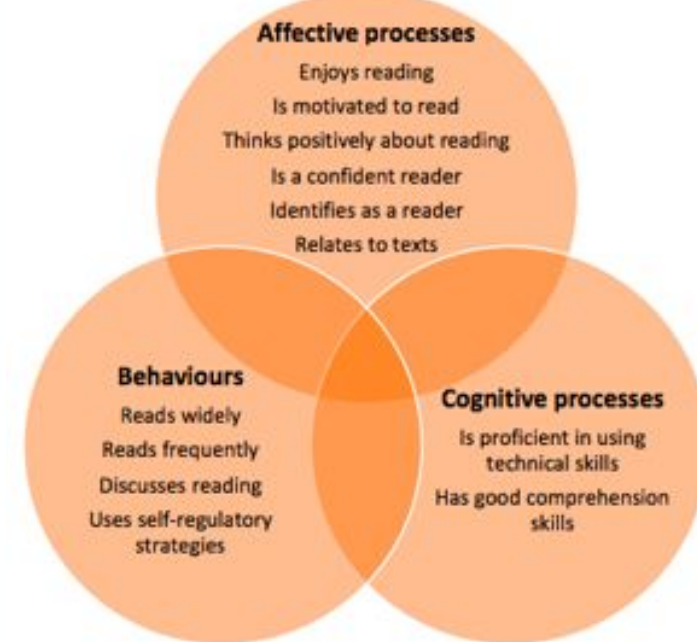 Affective processes
Enjoys reading
Is motivated to read
Thinks positively about reading
Is a confident reader
Identifies as a reader
Relates to texts
Behaviours
Reads widely
Reads frequently
Discusses reading
Uses self-regulatory
strategies
Cognitive processes
Is proficient in using
technical skills
Has good comprehension
skills